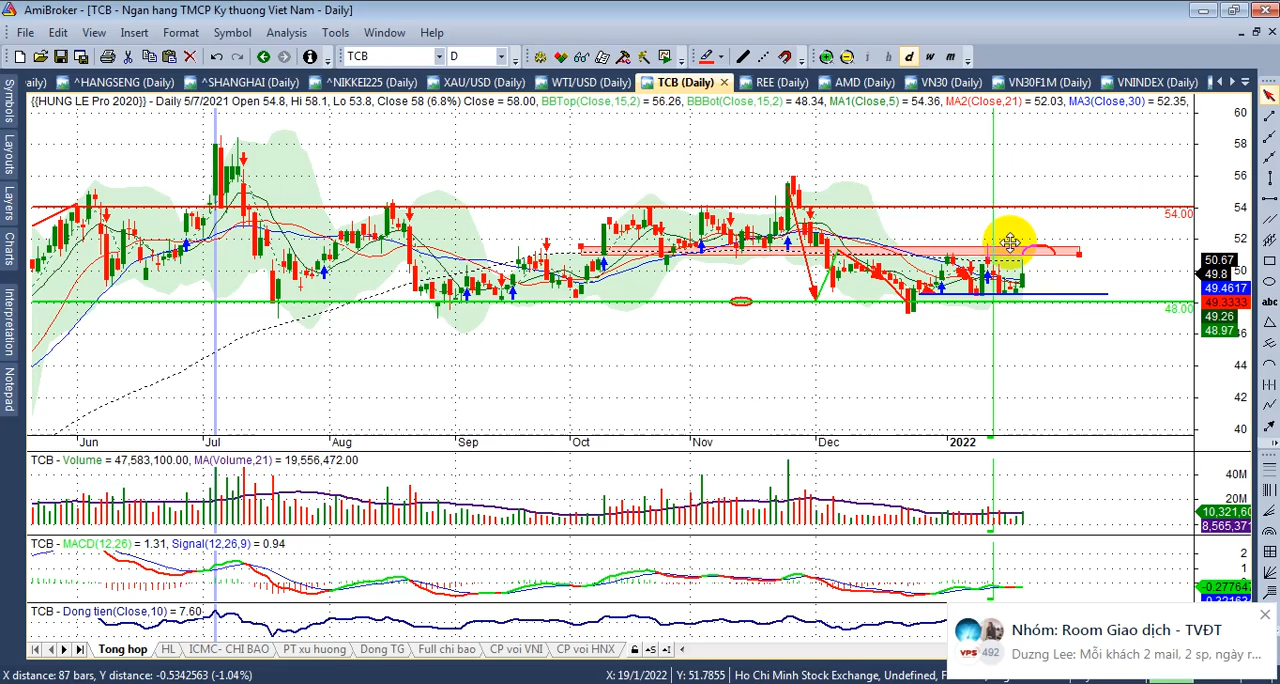 AmiBroker - [TCB - Ngan hang TMCP Ky thuong Viet Nam - Daily]
File Edit View Insert Format Symbol Analysis Tools Window Help
TCB D
i h d w m
aily) ^HANGSENG (Daily) ^SHANGHAI (Daily) ^NIKKEI225 (Daily) XAU/USD (Daily) WTI/USD (Daily) TCB (Daily) REE (Daily) AMD (Daily) VN30 (Daily) VN30F1M (Daily) VNINDEX (Daily)
{{HUNG LE Pro 2020}} - Daily 5/7/2021 Open 54.8, Hi 58.1, Lo 53.8, Close 58 (6.8%) Close = 58.00, BBTop(Close,15,2) = 56.26, BBBot(Close,15,2) = 48.34, MA1(Close,5) = 54.36, MA2(Close,21) = 52.03, MA3(Close,30) = 52.35,
Symbols
Layouts
Layers
Charts
Interpretation
Notepad
abc
60
58
56
54
54.00
52
50.67
50
49.8
49.4617
49.3333
49.26
48.00
48.97
46
44
42
40
Jun Jul Aug Sep Oct Nov Dec 2022
TCB - Volume = 47,583,100.00, MA(Volume,21) = 19,556,472.00
40M
20M
10,321,60
8,565,371
TCB - MACD(12,26) = 1.31, Signal(12,26,9) = 0.94
2
1
-0.277647
TCB - Dong tien(Close,10) = 7.60
Nhóm: Room Giao dịch - TVĐT
VPS 492 Duzng Lee: Mỗi khách 2 mail, 2 sp, ngày r...
Tong hop HL ICMC- CHI BAO PT xu huong Dong TG Full chi bao CP voi VNI CP voi HNX
X distance: 87 bars, Y distance: -0.5342563 (-1.04%) X: 19/1/2022 Y: 51.7855 Ho Chi Minh Stock Exchange, Undefined, F